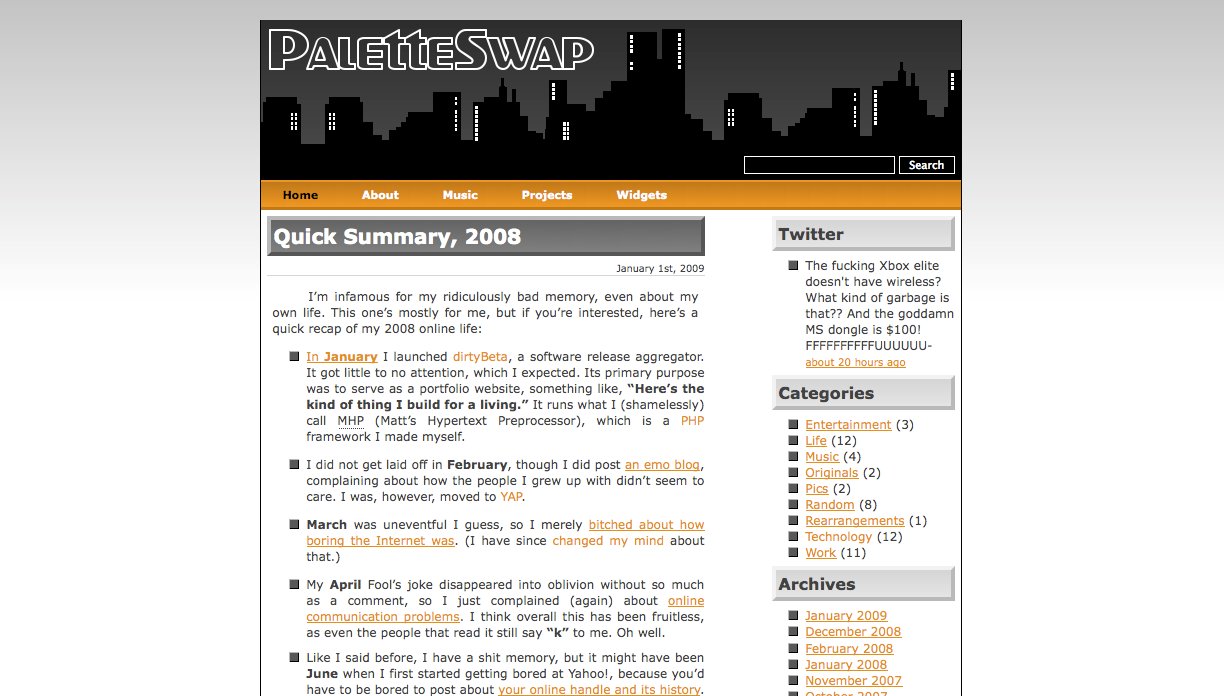 PaletteSwap
Search
Home About Music Projects Widgets
Quick Summary, 2008
January 1st, 2009
I’m infamous for my ridiculously bad memory, even about my
own life. This one’s mostly for me, but if you’re interested, here’s a
quick recap of my 2008 online life:
In January I launched dirtyBeta, a software release aggregator.
It got little to no attention, which I expected. Its primary purpose
was to serve as a portfolio website, something like, “Here’s the
kind of thing I build for a living.” It runs what I (shamelessly)
call MHP (Matt’s Hypertext Preprocessor), which is a PHP
framework I made myself.
I did not get laid off in February, though I did post an emo blog,
complaining about how the people I grew up with didn’t seem to
care. I was, however, moved to YAP.
March was uneventful I guess, so I merely bitched about how
boring the Internet was. (I have since changed my mind about
that.)
My April Fool’s joke disappeared into oblivion without so much
as a comment, so I just complained (again) about online
communication problems. I think overall this has been fruitless,
as even the people that read it still say “k” to me. Oh well.
Like I said before, I have a shit memory, but it might have been
June when I first started getting bored at Yahoo!, because you’d
have to be bored to post about your online handle and its history.
Twitter
The fucking Xbox elite
doesn't have wireless?
What kind of garbage is
that?? And the goddamn
MS dongle is $100!
FFFFFFFFFFUUUUUU-
about 20 hours ago
Categories
Entertainment (3)
Life (12)
Music (4)
Originals (2)
Pics (2)
Random (8)
Rearrangements (1)
Technology (12)
Work (11)
Archives
January 2009
December 2008
February 2008
January 2008
November 2007
October 2007